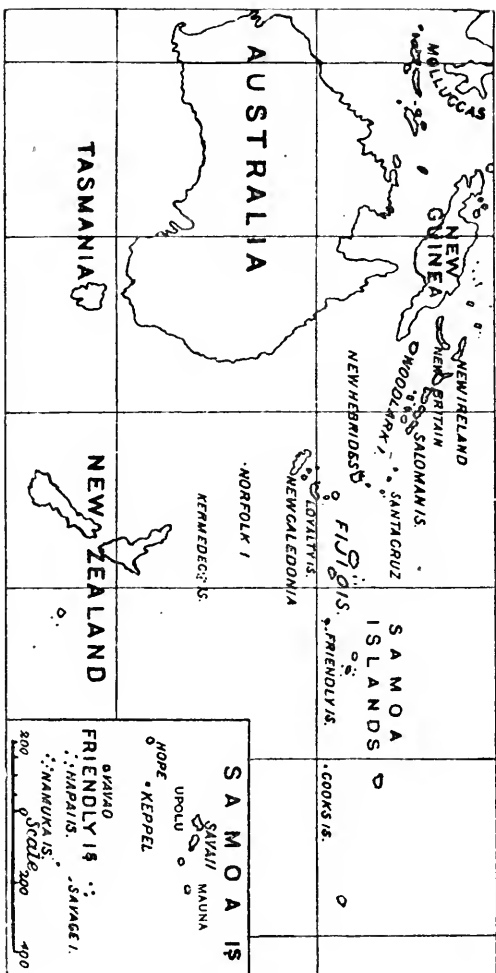 MOLLUCCAS
NEW
GUINEA
NEW IRELAND
NEW BRITAIN
SALOMAN IS.
WOODLARK I.
SANTA CRUZ
NEW HEBRIDES
AUSTRALIA
FIJI IS.
LOYALTY IS.
NEW CALEDONIA
SAMOA
ISLANDS
FRIENDLY IS.
COOKS IS.
NORFOLK I
KERMEDEC IS.
TASMANIA
NEW ZEALAND
SAMOA IS
SAVAII
MAUNA
UPOLU
HOPE
KEPPEL
VAVAO
FRIENDLY IS
HAPAI IS.
SAVAGE I.
NAMUKA IS.
Scale
200 0 200 400